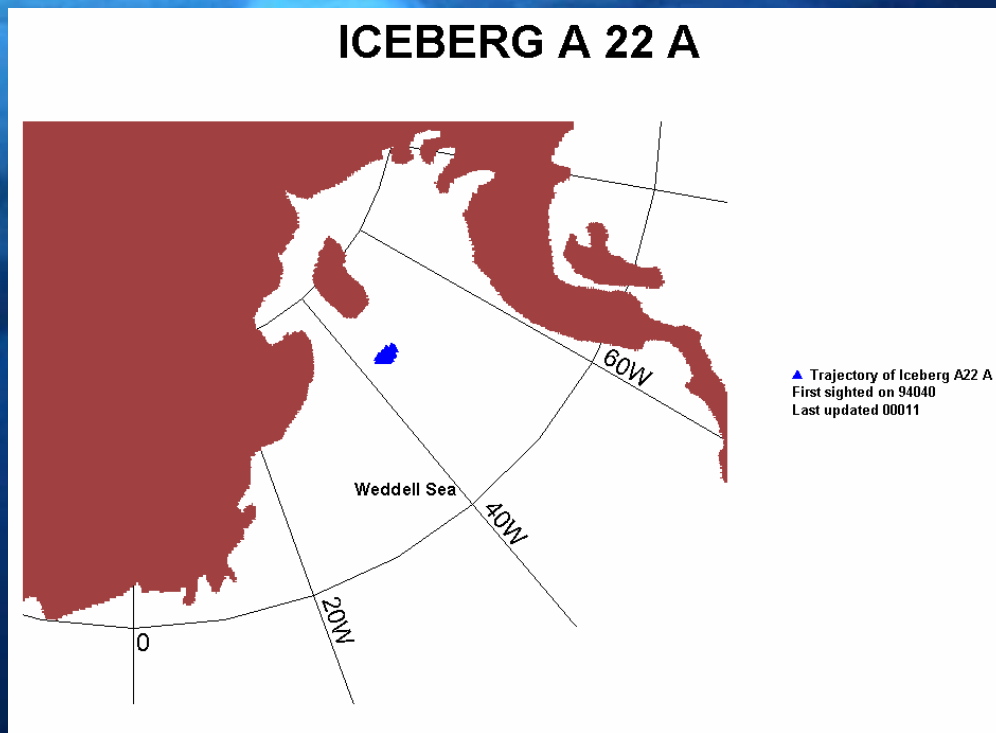 ICEBERG A 22 A
60W
▲ Trajectory of Iceberg A22 A
First sighted on 94040
Last updated 00011
Weddell Sea
40W
20W
0